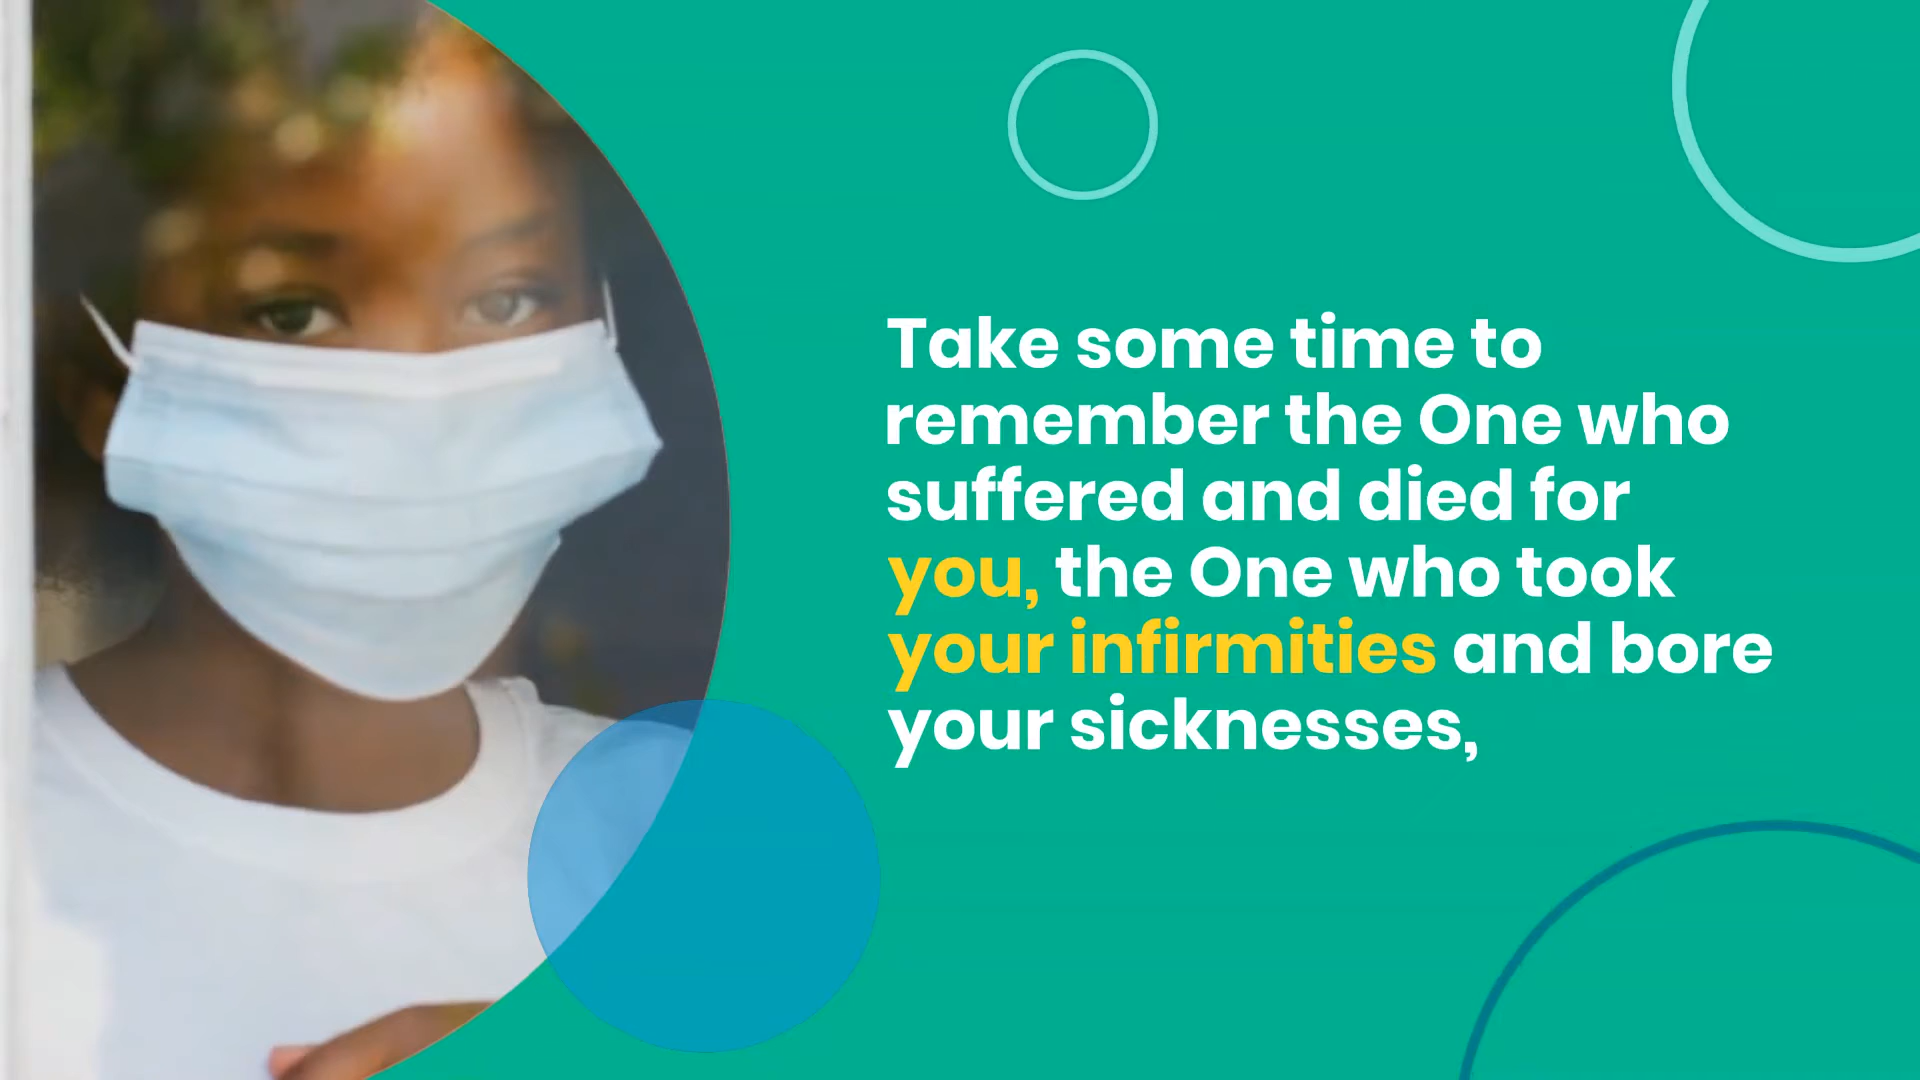 Take some time to
remember the One who
suffered and died for
you, the One who took
your infirmities and bore
your sicknesses,